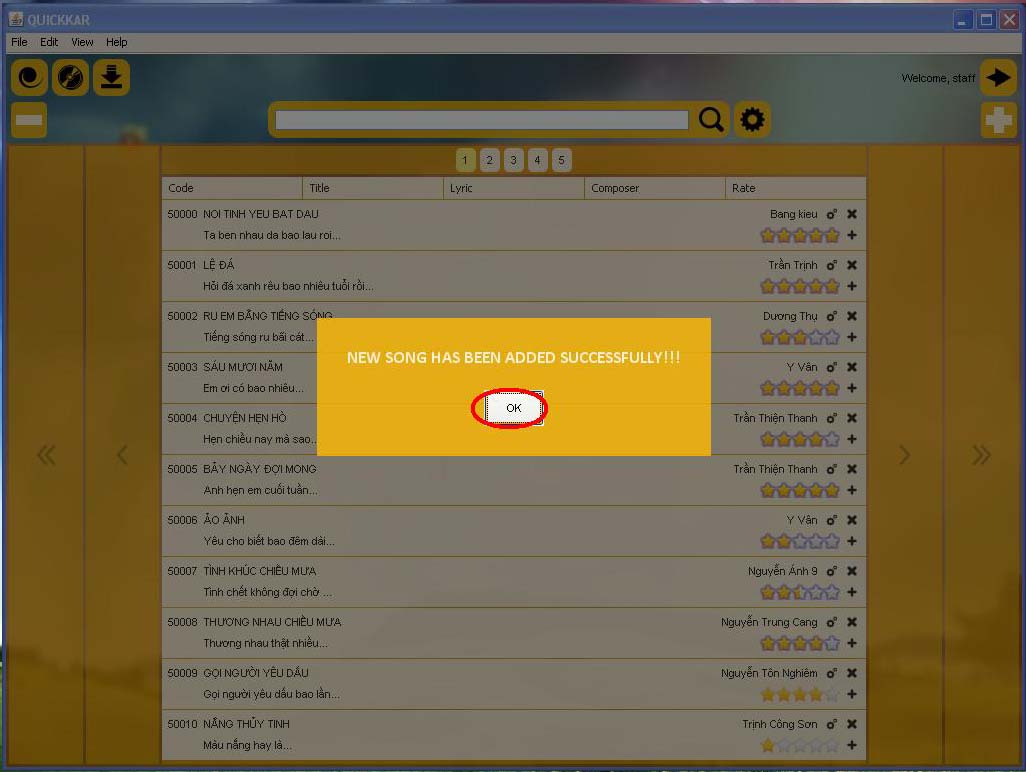 QUICKKAR
File Edit View Help
Welcome, staff
1 2 3 4 5
Code Title Lyric Composer Rate
50000 NOI TINH YEU BAT DAU Bang kieu
Ta ben nhau da bao lau roi...
50001 LỆ ĐÁ Trần Trịnh
Hỏi đá xanh rêu bao nhiêu tuổi rồi...
50002 RU EM BẰNG TIẾNG SÓNG Dương Thụ
Tiếng sóng ru bãi cát...
NEW SONG HAS BEEN ADDED SUCCESSFULLY!!!
50003 SÁU MƯƠI NĂM Y Vân
Em ơi có bao nhiêu...
OK
50004 CHUYỆN HẸN HÒ Trần Thiện Thanh
Hẹn chiều nay mà sao...
50005 BẢY NGÀY ĐỢI MONG Trần Thiện Thanh
Anh hẹn em cuối tuần...
50006 ẢO ẢNH Y Vân
Yêu cho biết bao đêm dài...
50007 TÌNH KHÚC CHIỀU MƯA Nguyễn Ánh 9
Tình chết không đợi chờ ...
50008 THƯƠNG NHAU CHIỀU MƯA Nguyễn Trung Cang
Thương nhau thật nhiều...
50009 GỌI NGƯỜI YÊU DẤU Nguyễn Tôn Nghiêm
Gọi người yêu dấu bao lần...
50010 NẮNG THỦY TINH Trịnh Công Sơn
Màu nắng hay là...